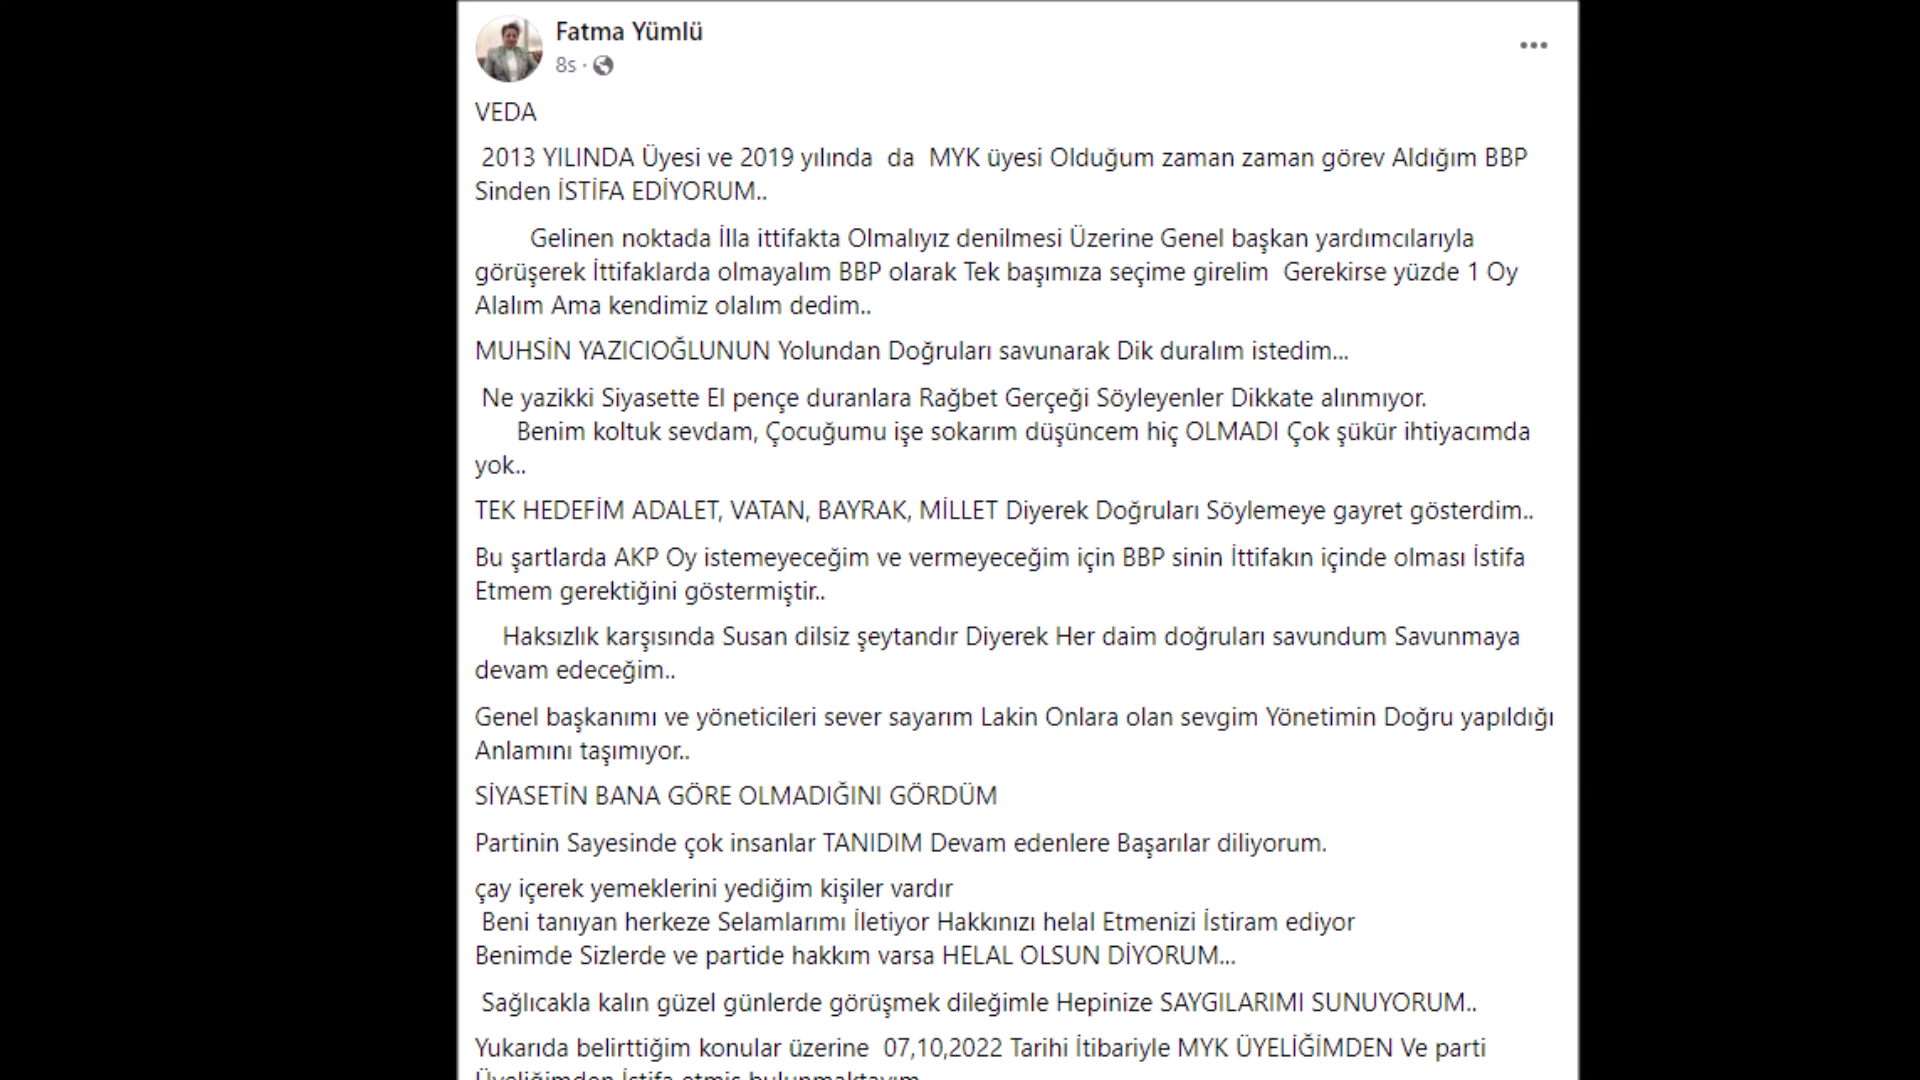 Fatma Yümlü
8s ·
VEDA
2013 YILINDA Üyesi ve 2019 yılında da MYK üyesi Olduğum zaman zaman görev Aldığım BBP
Sinden İSTİFA EDİYORUM..
Gelinen noktada İlla ittifakta Olmalıyız denilmesi Üzerine Genel başkan yardımcılarıyla
görüşerek İttifaklarda olmayalım BBP olarak Tek başımıza seçime girelim Gerekirse yüzde 1 Oy
Alalım Ama kendimiz olalım dedim..
MUHSİN YAZICIOĞLUNUN Yolundan Doğruları savunarak Dik duralım istedim...
Ne yazikki Siyasette El pençe duranlara Rağbet Gerçeği Söyleyenler Dikkate alınmıyor.
Benim koltuk sevdam, Çocuğumu işe sokarım düşüncem hiç OLMADI Çok şükür ihtiyacımda
yok..
TEK HEDEFİM ADALET, VATAN, BAYRAK, MİLLET Diyerek Doğruları Söylemeye gayret gösterdim..
Bu şartlarda AKP Oy istemeyeceğim ve vermeyeceğim için BBP sinin İttifakın içinde olması İstifa
Etmem gerektiğini göstermiştir..
Haksızlık karşısında Susan dilsiz şeytandır Diyerek Her daim doğruları savundum Savunmaya
devam edeceğim..
Genel başkanımı ve yöneticileri sever sayarım Lakin Onlara olan sevgim Yönetimin Doğru yapıldığı
Anlamını taşımıyor..
SİYASETİN BANA GÖRE OLMADIĞINI GÖRDÜM
Partinin Sayesinde çok insanlar TANIDIM Devam edenlere Başarılar diliyorum.
çay içerek yemeklerini yediğim kişiler vardır
Beni tanıyan herkeze Selamlarımı İletiyor Hakkınızı helal Etmenizi İstiram ediyor
Benimde Sizlerde ve partide hakkım varsa HELAL OLSUN DİYORUM...
Sağlıcakla kalın güzel günlerde görüşmek dileğimle Hepinize SAYGILARIMI SUNUYORUM..
Yukarıda belirttiğim konular üzerine 07,10,2022 Tarihi İtibariyle MYK ÜYELİĞİMDEN Ve parti
Üyeliğimden İstifa etmiş bulunmaktayım